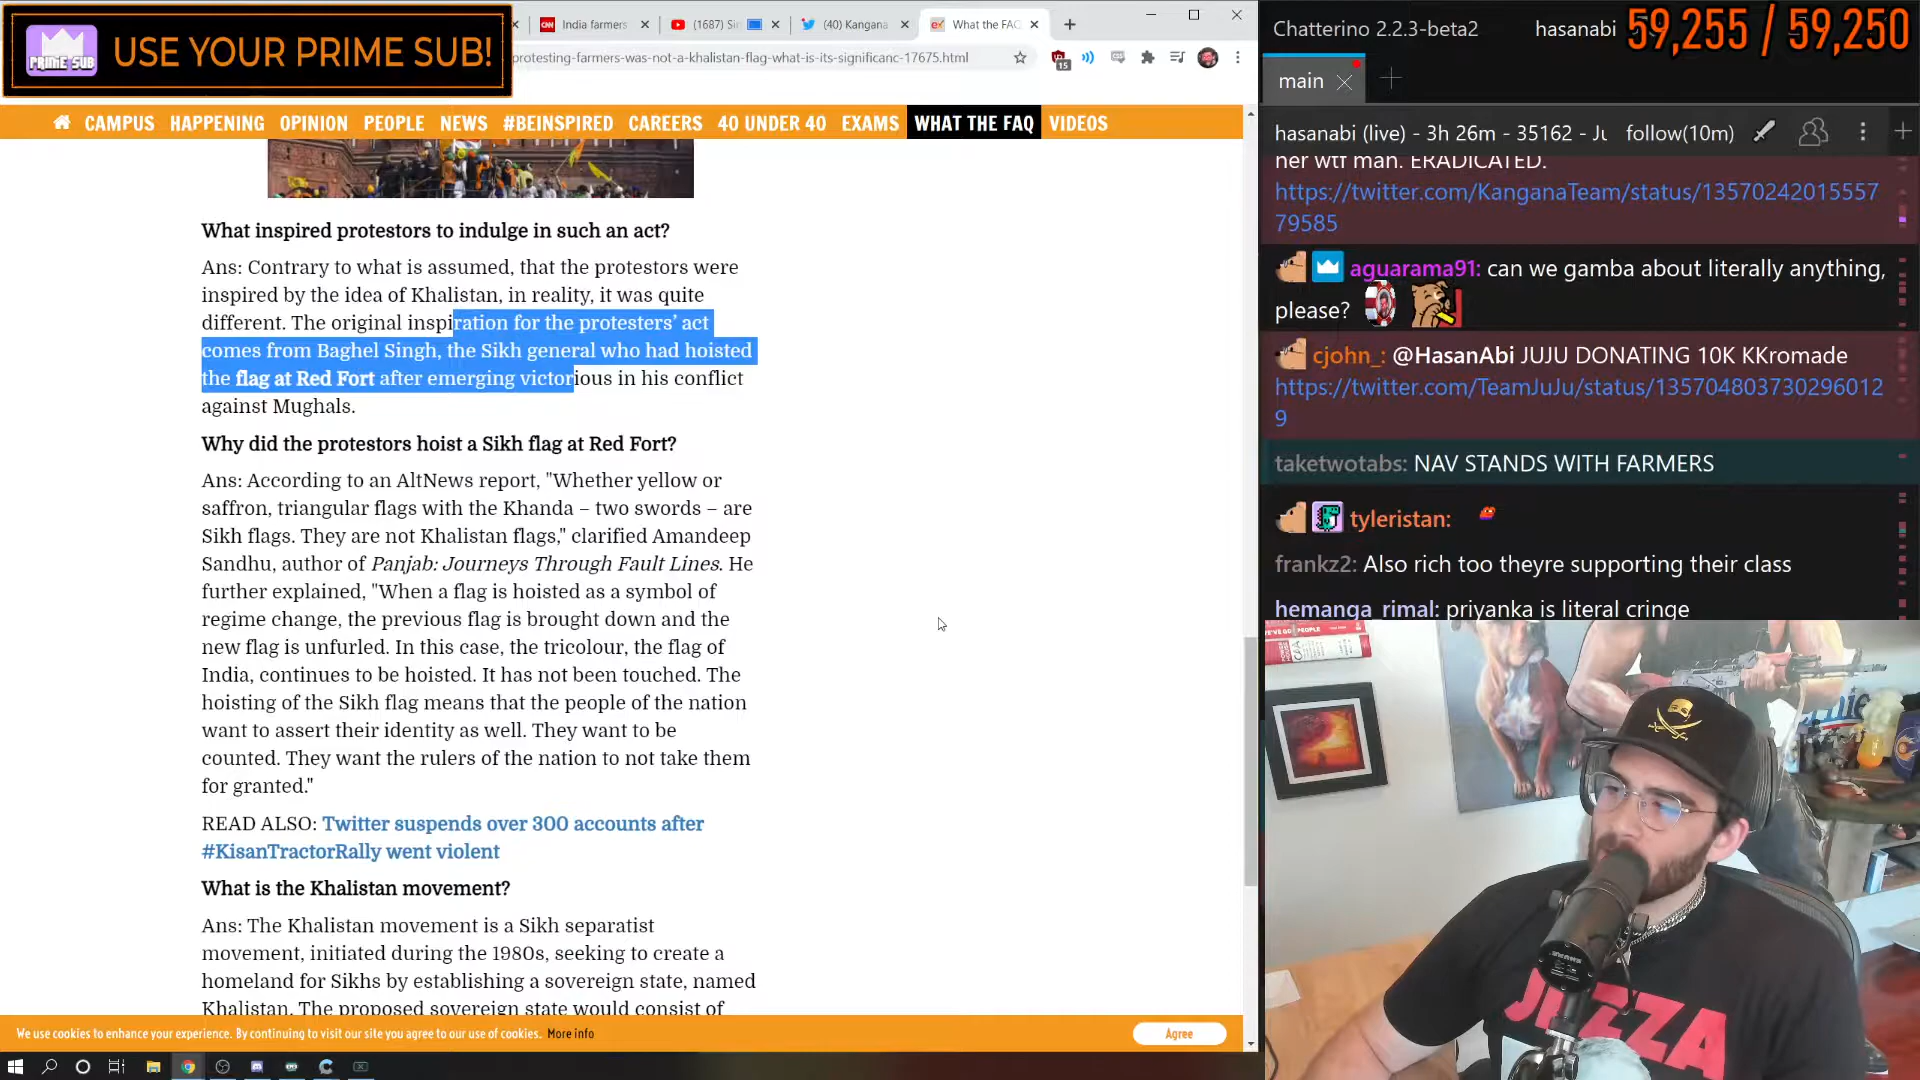 PRIME SUB
USE YOUR PRIME SUB!
India farmers
(1687) Sin
(40) Kangana
What the FAQ
protesting-farmers-was-not-a-khalistan-flag-what-is-its-significanc-17675.html
15
CAMPUS HAPPENING OPINION PEOPLE NEWS #BEINSPIRED CAREERS 40 UNDER 40 EXAMS WHAT THE FAQ VIDEOS
What inspired protestors to indulge in such an act?
Ans: Contrary to what is assumed, that the protestors were
inspired by the idea of Khalistan, in reality, it was quite
different. The original inspiration for the protesters’ act
comes from Baghel Singh, the Sikh general who had hoisted
the flag at Red Fort after emerging victorious in his conflict
against Mughals.
Why did the protestors hoist a Sikh flag at Red Fort?
Ans: According to an AltNews report, "Whether yellow or
saffron, triangular flags with the Khanda – two swords – are
Sikh flags. They are not Khalistan flags," clarified Amandeep
Sandhu, author of Panjab: Journeys Through Fault Lines. He
further explained, "When a flag is hoisted as a symbol of
regime change, the previous flag is brought down and the
new flag is unfurled. In this case, the tricolour, the flag of
India, continues to be hoisted. It has not been touched. The
hoisting of the Sikh flag means that the people of the nation
want to assert their identity as well. They want to be
counted. They want the rulers of the nation to not take them
for granted."
READ ALSO: Twitter suspends over 300 accounts after
#KisanTractorRally went violent
What is the Khalistan movement?
Ans: The Khalistan movement is a Sikh separatist
movement, initiated during the 1980s, seeking to create a
homeland for Sikhs by establishing a sovereign state, named
Khalistan. The proposed sovereign state would consist of
We use cookies to enhance your experience. By continuing to visit our site you agree to our use of cookies. More info
Agree
Chatterino 2.2.3-beta2
hasanabi
59,255 / 59,250
main
hasanabi (live) - 3h 26m - 35162 - Ju
follow(10m)
her wtf man. ERADICATED.
https://twitter.com/KanganaTeam/status/13570242015557
79585
aguarama91: can we gamba about literally anything,
please?
cjohn_: @HasanAbi JUJU DONATING 10K KKromade
https://twitter.com/TeamJuJu/status/135704803730296012
9
taketwotabs: NAV STANDS WITH FARMERS
tyleristan:
frankz2: Also rich too theyre supporting their class
hemanga_rimal: priyanka is literal cringe